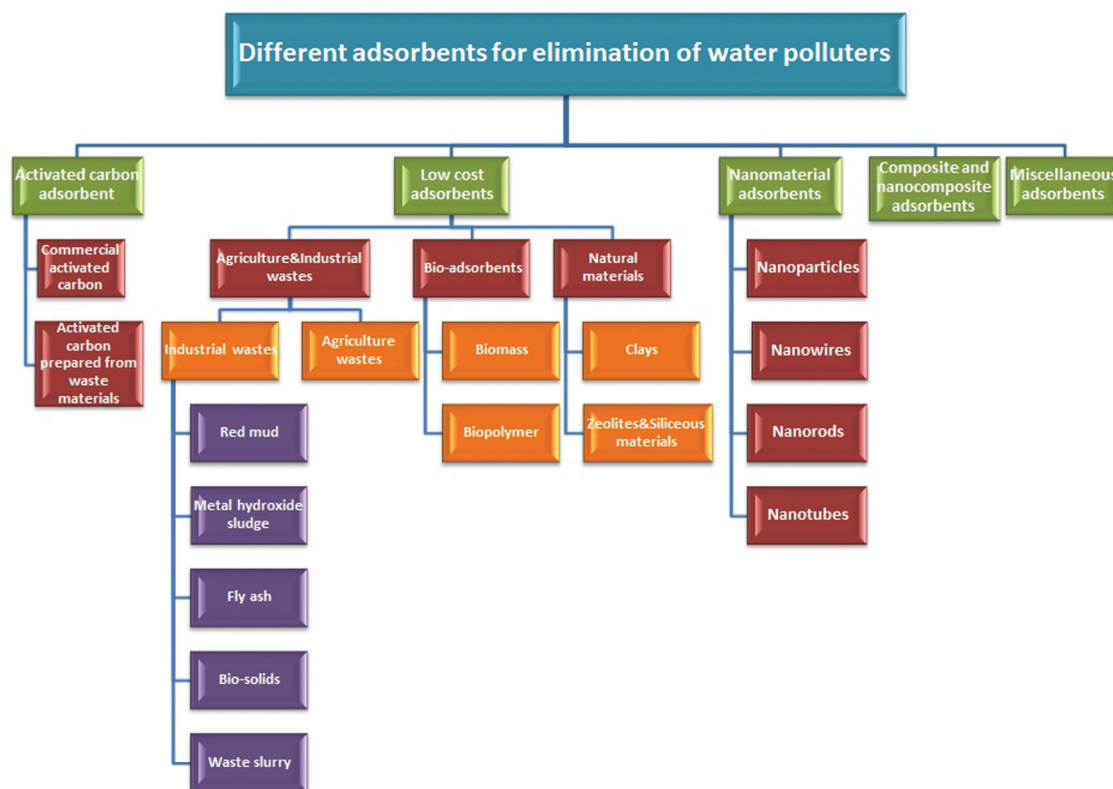 Different adsorbents for elimination of water polluters
Activated carbon
adsorbent
Low cost
adsorbents
Nanomaterial
adsorbents
Composite and
nanocomposite
adsorbents
Miscellaneous
adsorbents
Commercial
activated
carbon
Activated
carbon
prepared from
waste
materials
Agriculture&Industrial
wastes
Bio-adsorbents
Natural
materials
Industrial wastes
Agriculture
wastes
Biomass
Biopolymer
Clays
Zeolites&Siliceous
materials
Red mud
Metal hydroxide
sludge
Fly ash
Bio-solids
Waste slurry
Nanoparticles
Nanowires
Nanorods
Nanotubes